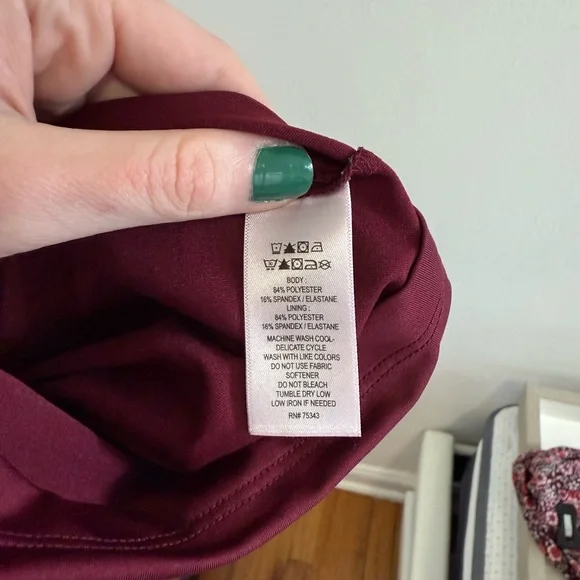 BODY :
84% POLYESTER
16% SPANDEX / ELASTANE
LINING :
84% POLYESTER
16% SPANDEX / ELASTANE
MACHINE WASH COOL-
DELICATE CYCLE
WASH WITH LIKE COLORS
DO NOT USE FABRIC
SOFTENER
DO NOT BLEACH
TUMBLE DRY LOW
LOW IRON IF NEEDED
RN# 75343